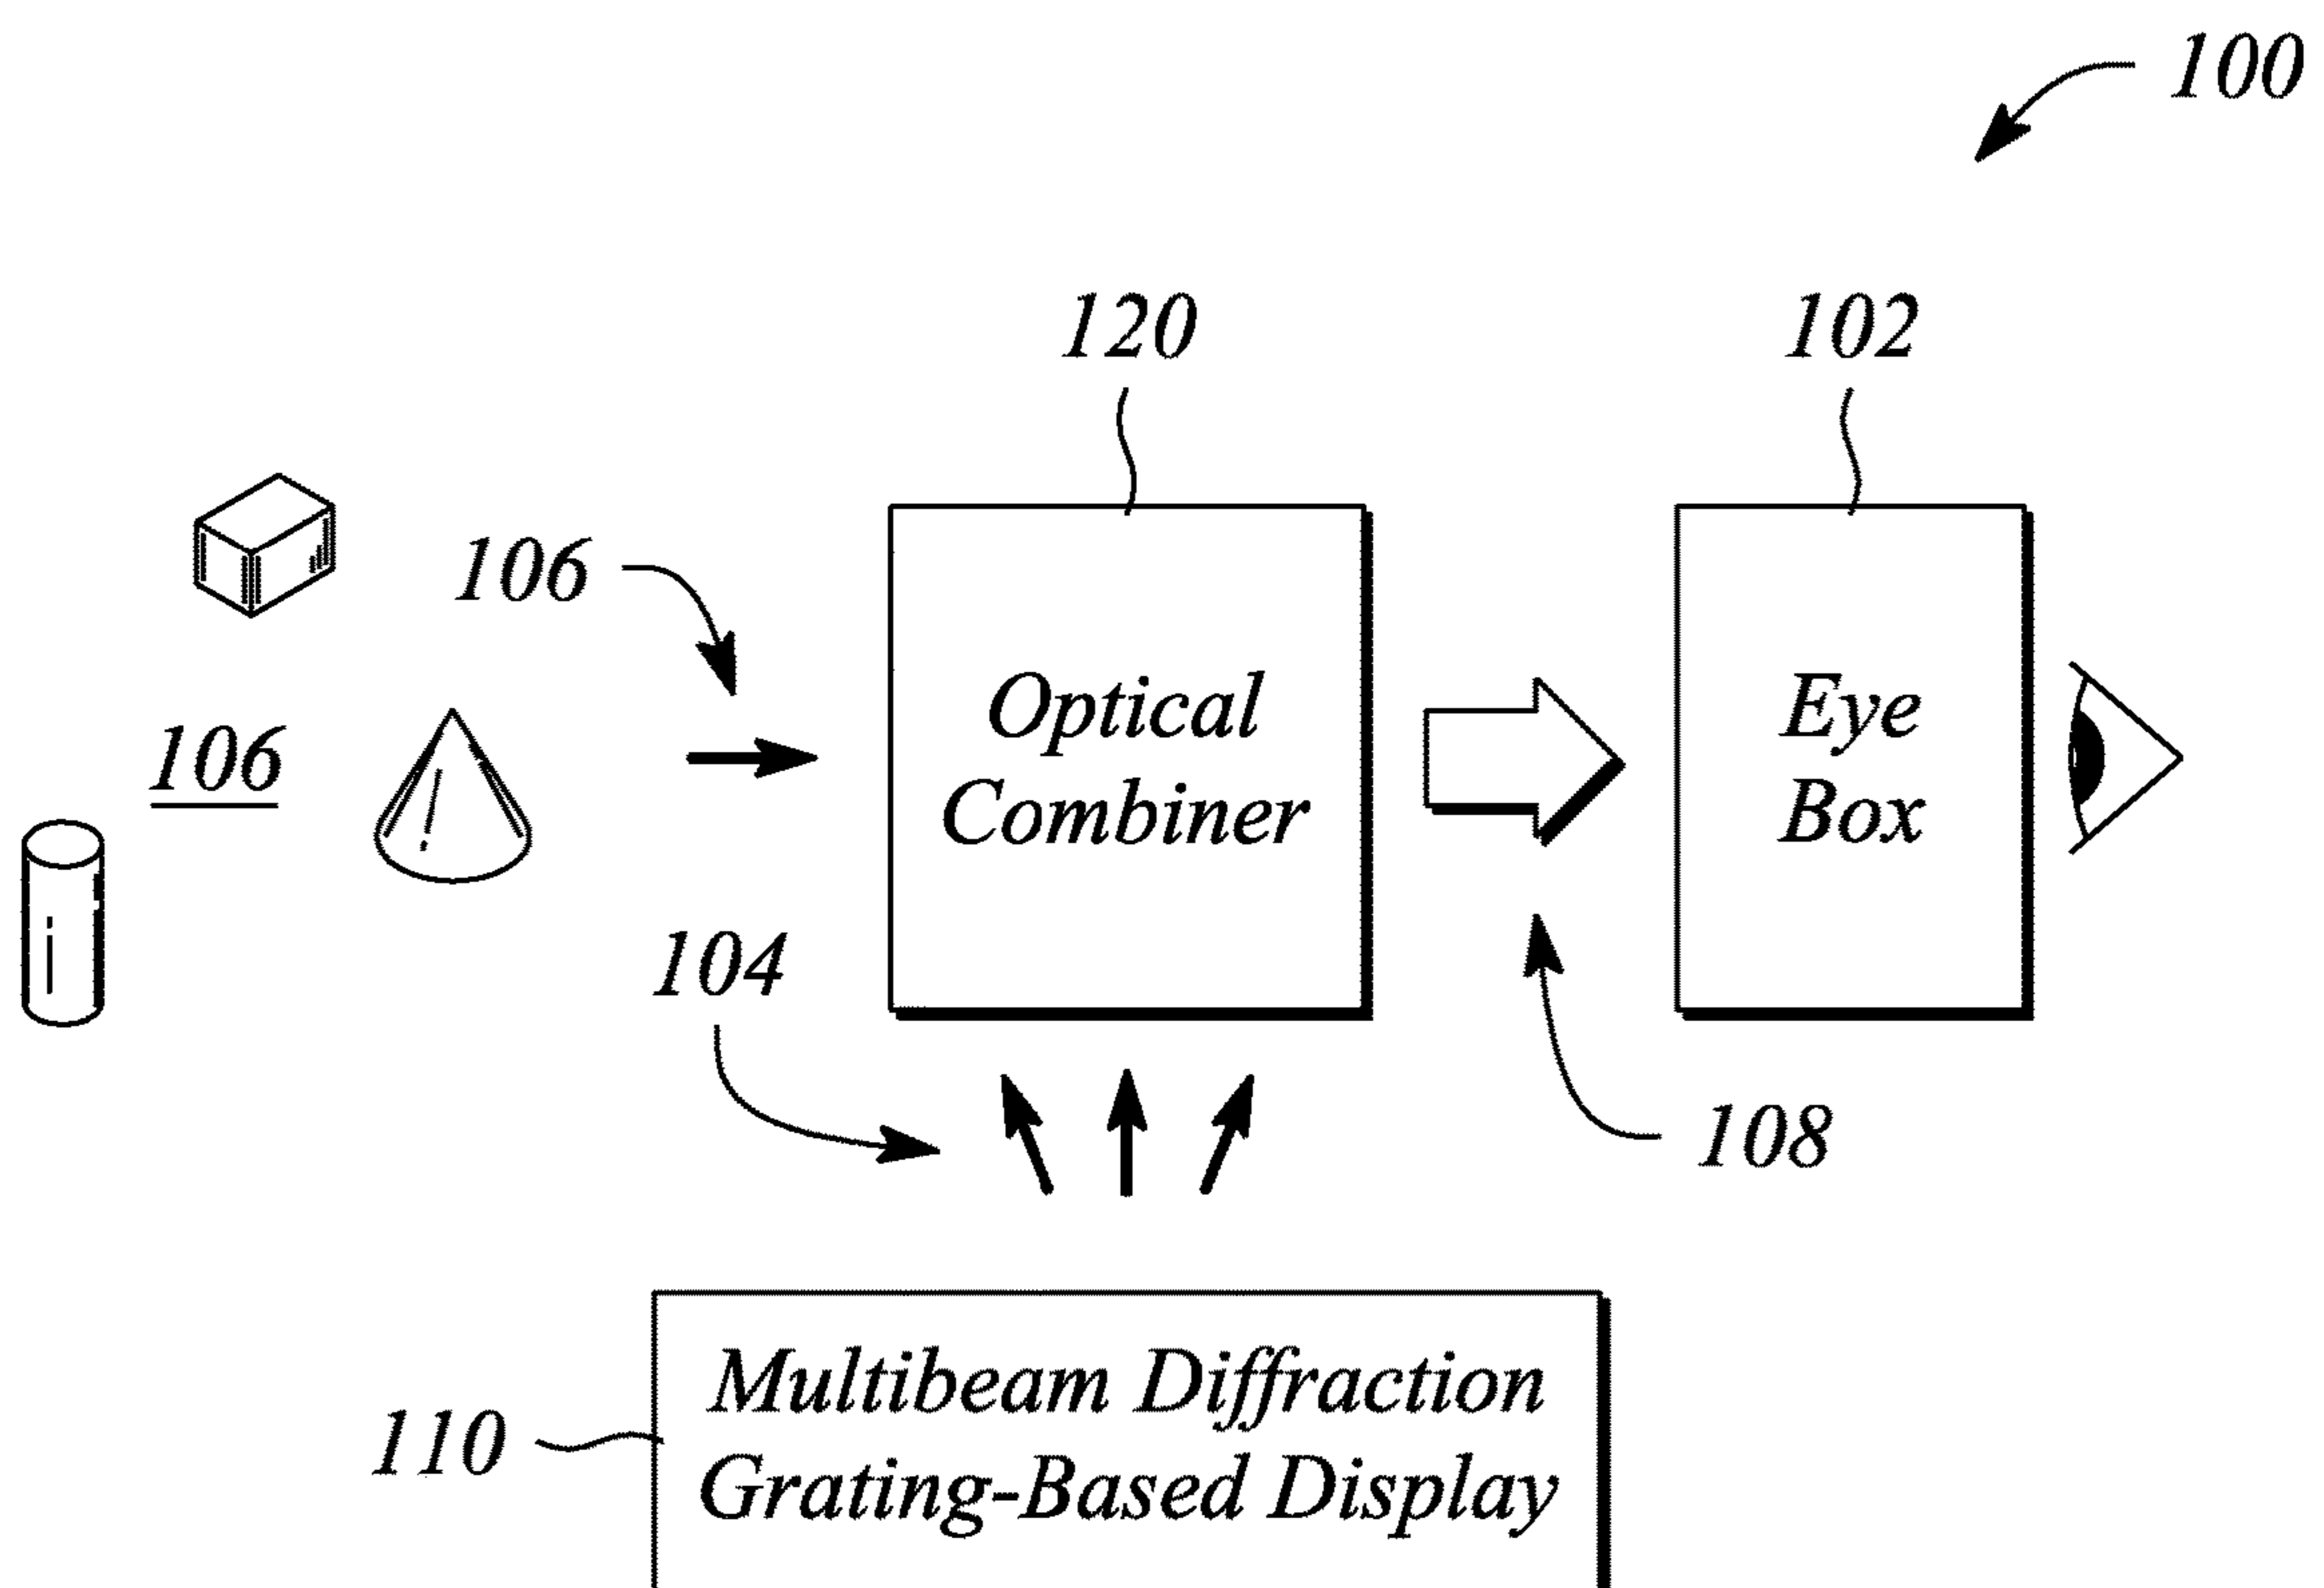 100
120
102
106
Optical
Combiner
Eye
Box
106
104
108
Multibeam Diffraction
Grating-Based Display
110